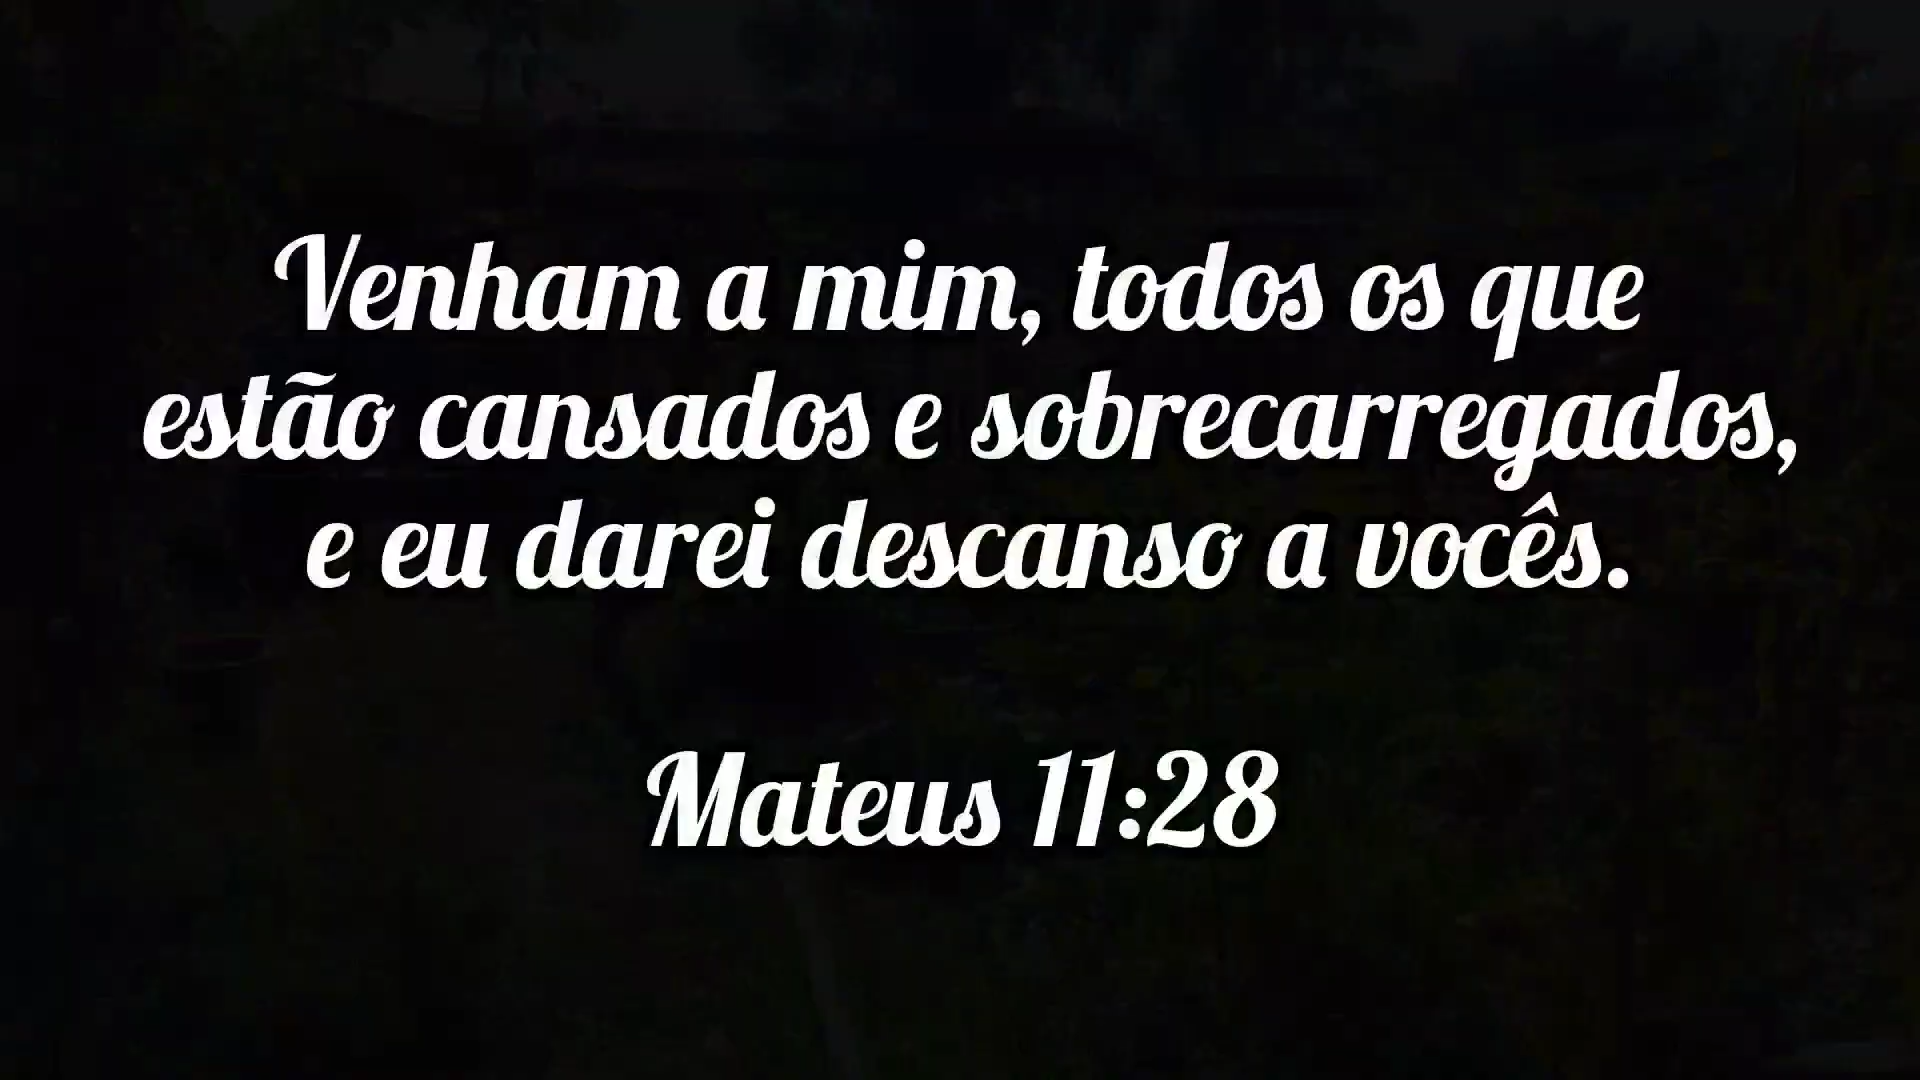 Venham a mim, todos os que
estão cansados e sobrecarregados,
e eu darei descanso a vocês.
Mateus 11:28